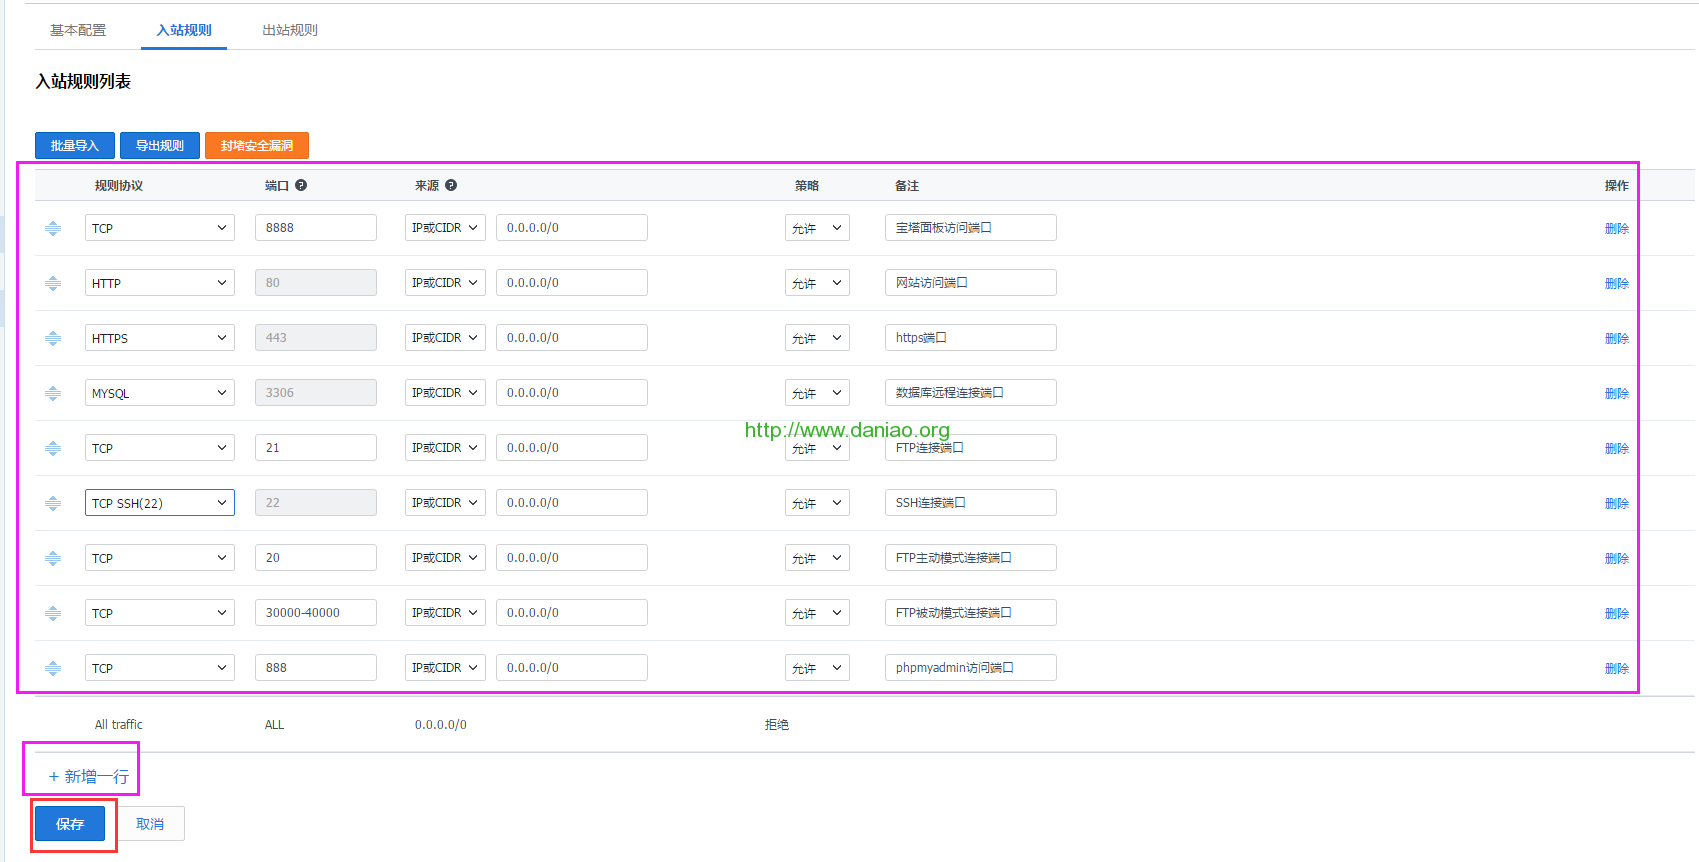 基本配置 入站规则 出站规则
入站规则列表
批量导入 导出规则 封堵安全漏洞
规则协议 端口 ? 来源 ? 策略 备注 操作
TCP 8888 IP或CIDR 0.0.0.0/0 允许 宝塔面板访问端口 删除
HTTP 80 IP或CIDR 0.0.0.0/0 允许 网站访问端口 删除
HTTPS 443 IP或CIDR 0.0.0.0/0 允许 https端口 删除
MYSQL 3306 IP或CIDR 0.0.0.0/0 允许 数据库远程连接端口 删除
http://www.daniao.org
TCP 21 IP或CIDR 0.0.0.0/0 允许 FTP连接端口 删除
TCP SSH(22) 22 IP或CIDR 0.0.0.0/0 允许 SSH连接端口 删除
TCP 20 IP或CIDR 0.0.0.0/0 允许 FTP主动模式连接端口 删除
TCP 30000-40000 IP或CIDR 0.0.0.0/0 允许 FTP被动模式连接端口 删除
TCP 888 IP或CIDR 0.0.0.0/0 允许 phpmyadmin访问端口 删除
All traffic ALL 0.0.0.0/0 拒绝
+ 新增一行
保存 取消